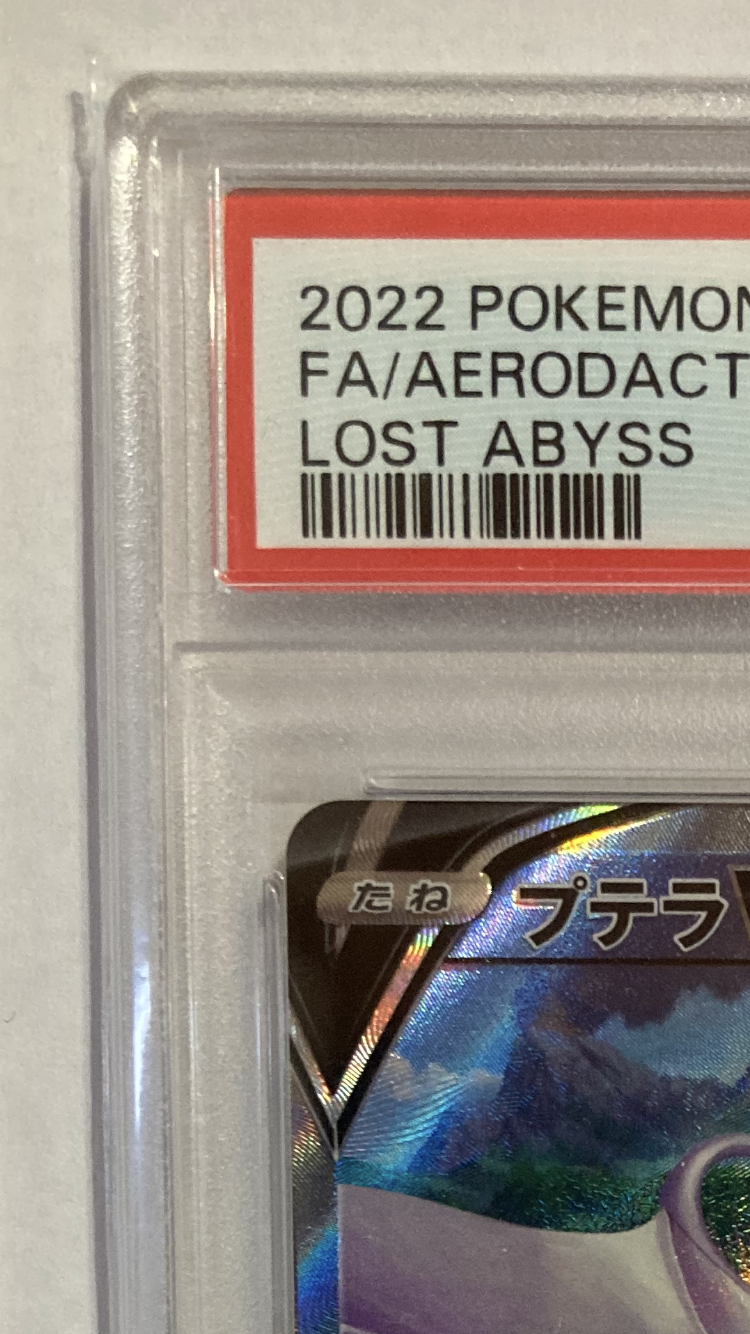 2022 POKEMON
FA/AERODACT
LOST ABYSS
たね プテラ